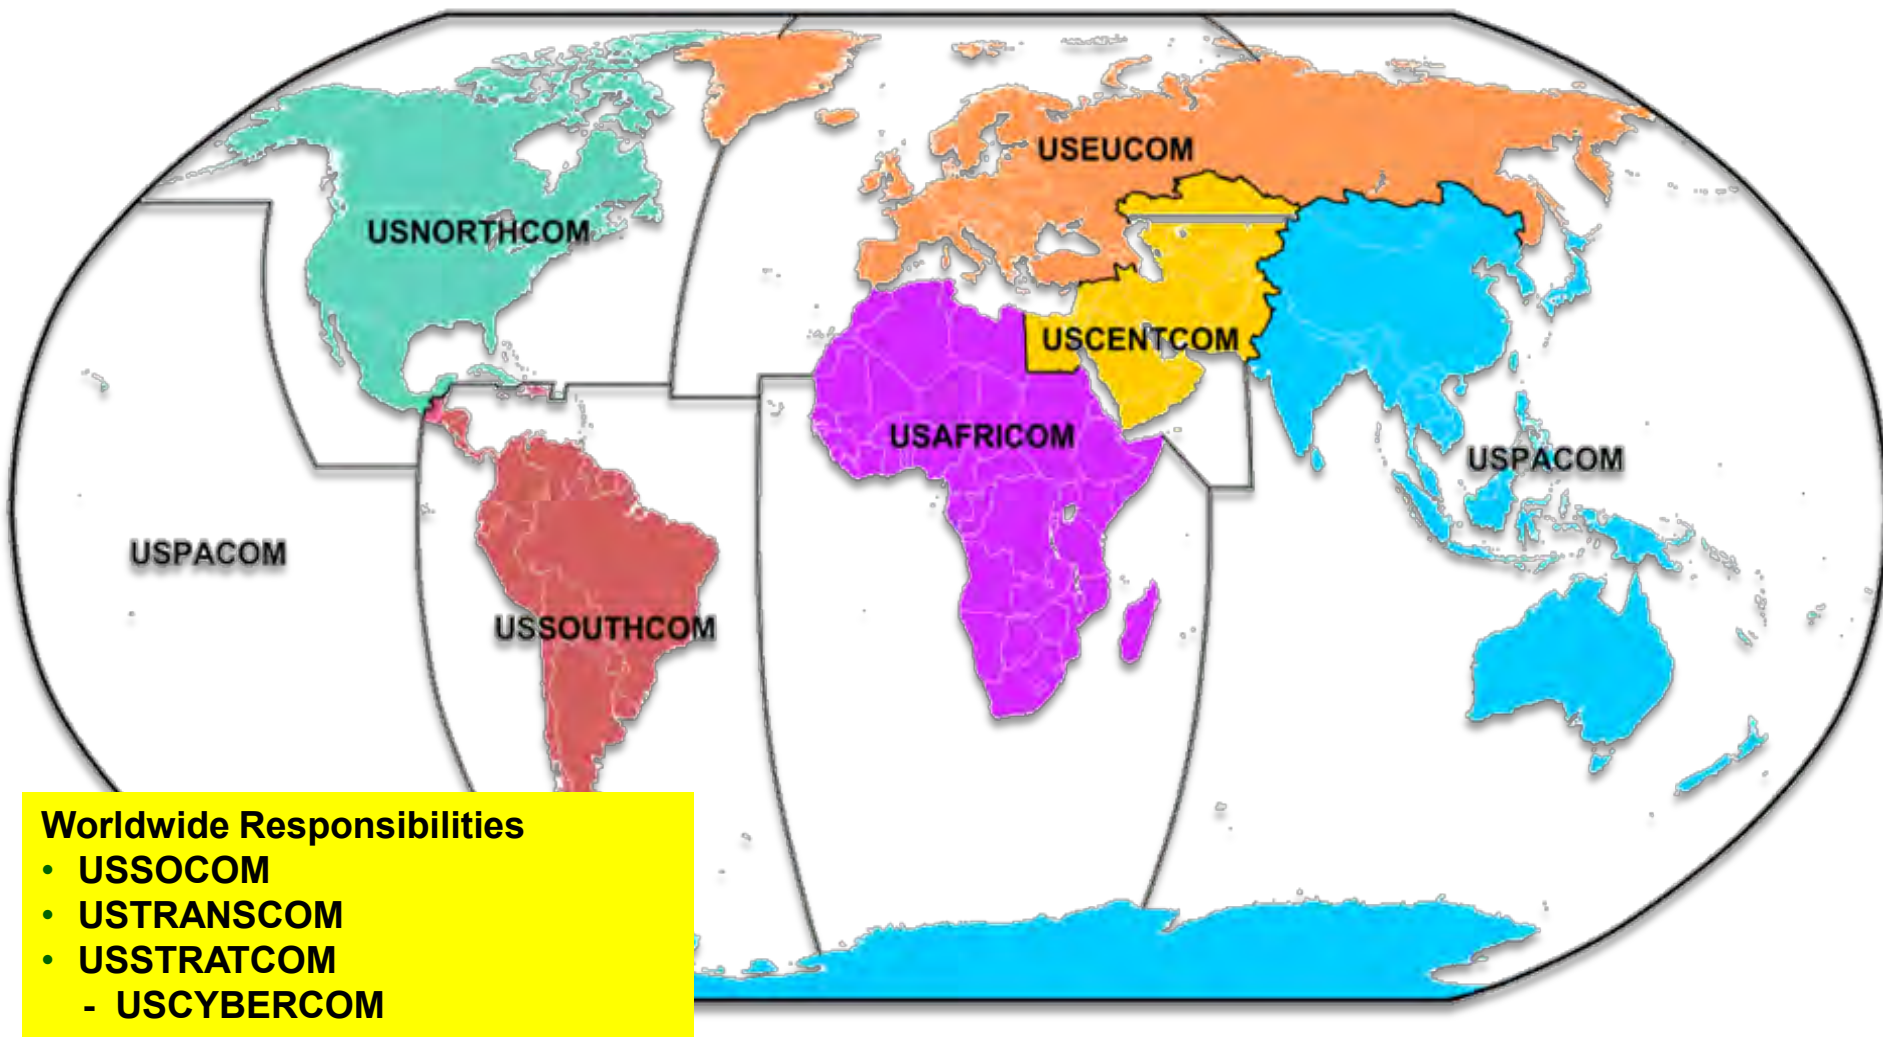 USEUCOM
USNORTHCOM
USCENTCOM
USAFRICOM
USPACOM
USPACOM
USSOUTHCOM
Worldwide Responsibilities
• USSOCOM
• USTRANSCOM
• USSTRATCOM
- USCYBERCOM